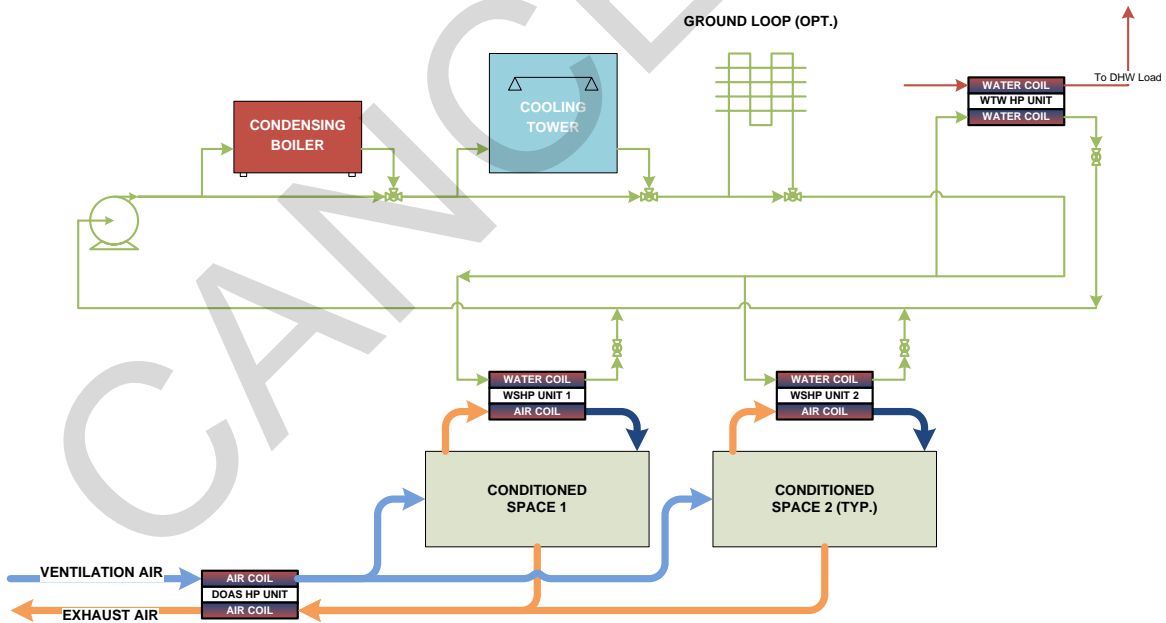 GROUND LOOP (OPT.)
To DHW Load
WATER COIL
WTW HP UNIT
WATER COIL
COOLING
TOWER
CONDENSING
BOILER
WATER COIL
WSHP UNIT 1
AIR COIL
WATER COIL
WSHP UNIT 2
AIR COIL
CONDITIONED
SPACE 1
CONDITIONED
SPACE 2 (TYP.)
VENTILATION AIR
AIR COIL
DOAS HP UNIT
AIR COIL
EXHAUST AIR